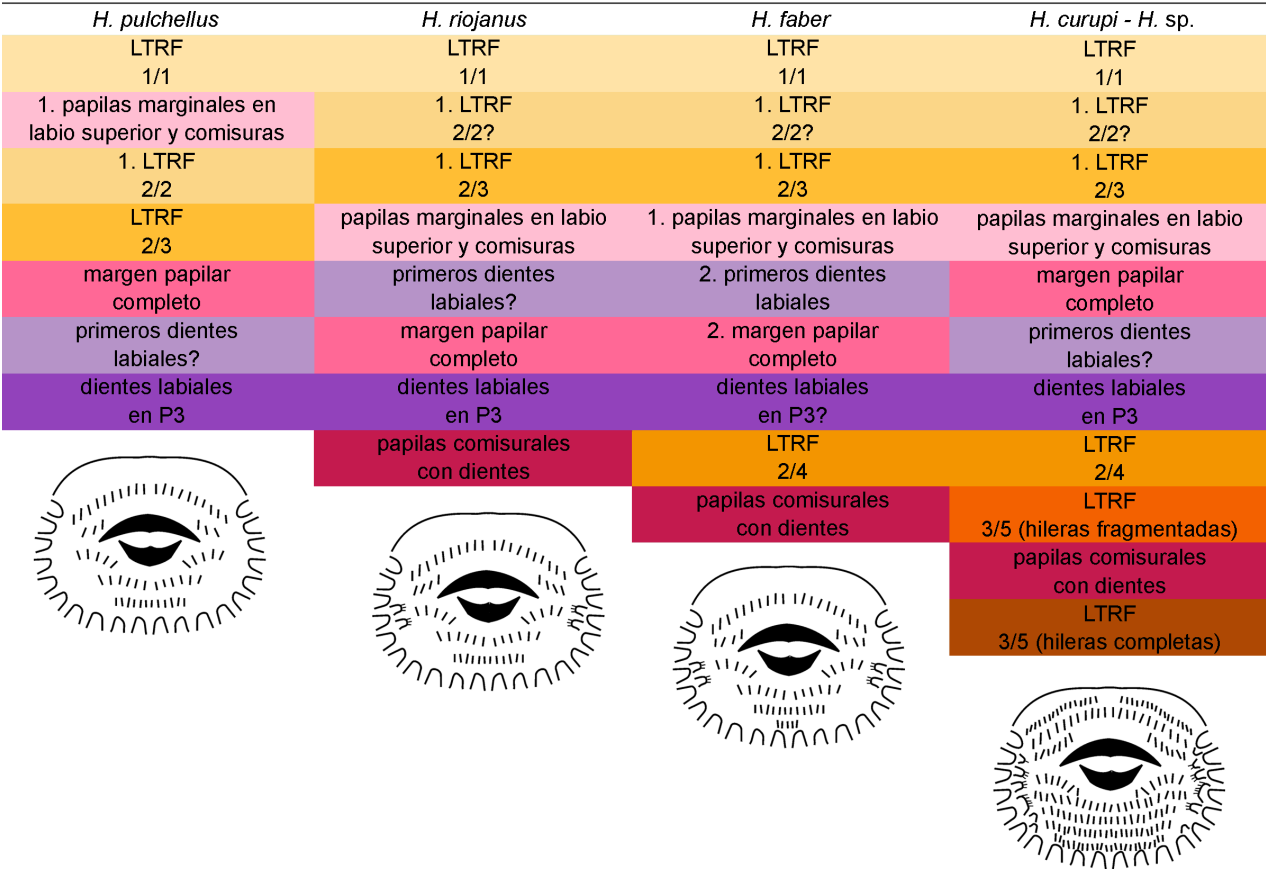 H. pulchellus
LTRF
1/1
1. papilas marginales en
labio superior y comisuras
1. LTRF
2/2
LTRF
2/3
margen papilar
completo
primeros dientes
labiales?
dientes labiales
en P3
H. riojanus
LTRF
1/1
1. LTRF
2/2?
1. LTRF
2/3
papilas marginales en labio
superior y comisuras
primeros dientes
labiales?
margen papilar
completo
dientes labiales
en P3
papilas comisurales
con dientes
H. faber
LTRF
1/1
1. LTRF
2/2?
1. LTRF
2/3
1. papilas marginales en labio
superior y comisuras
2. primeros dientes
labiales
2. margen papilar
completo
dientes labiales
en P3?
LTRF
2/4
papilas comisurales
con dientes
H. curupi - H. sp.
LTRF
1/1
1. LTRF
2/2?
1. LTRF
2/3
papilas marginales en labio
superior y comisuras
margen papilar
completo
primeros dientes
labiales?
dientes labiales
en P3
LTRF
2/4
LTRF
3/5 (hileras fragmentadas)
papilas comisurales
con dientes
LTRF
3/5 (hileras completas)